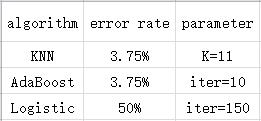 algorithm error rate parameter
KNN 3.75% K=11
AdaBoost 3.75% iter=10
Logistic 50% iter=150